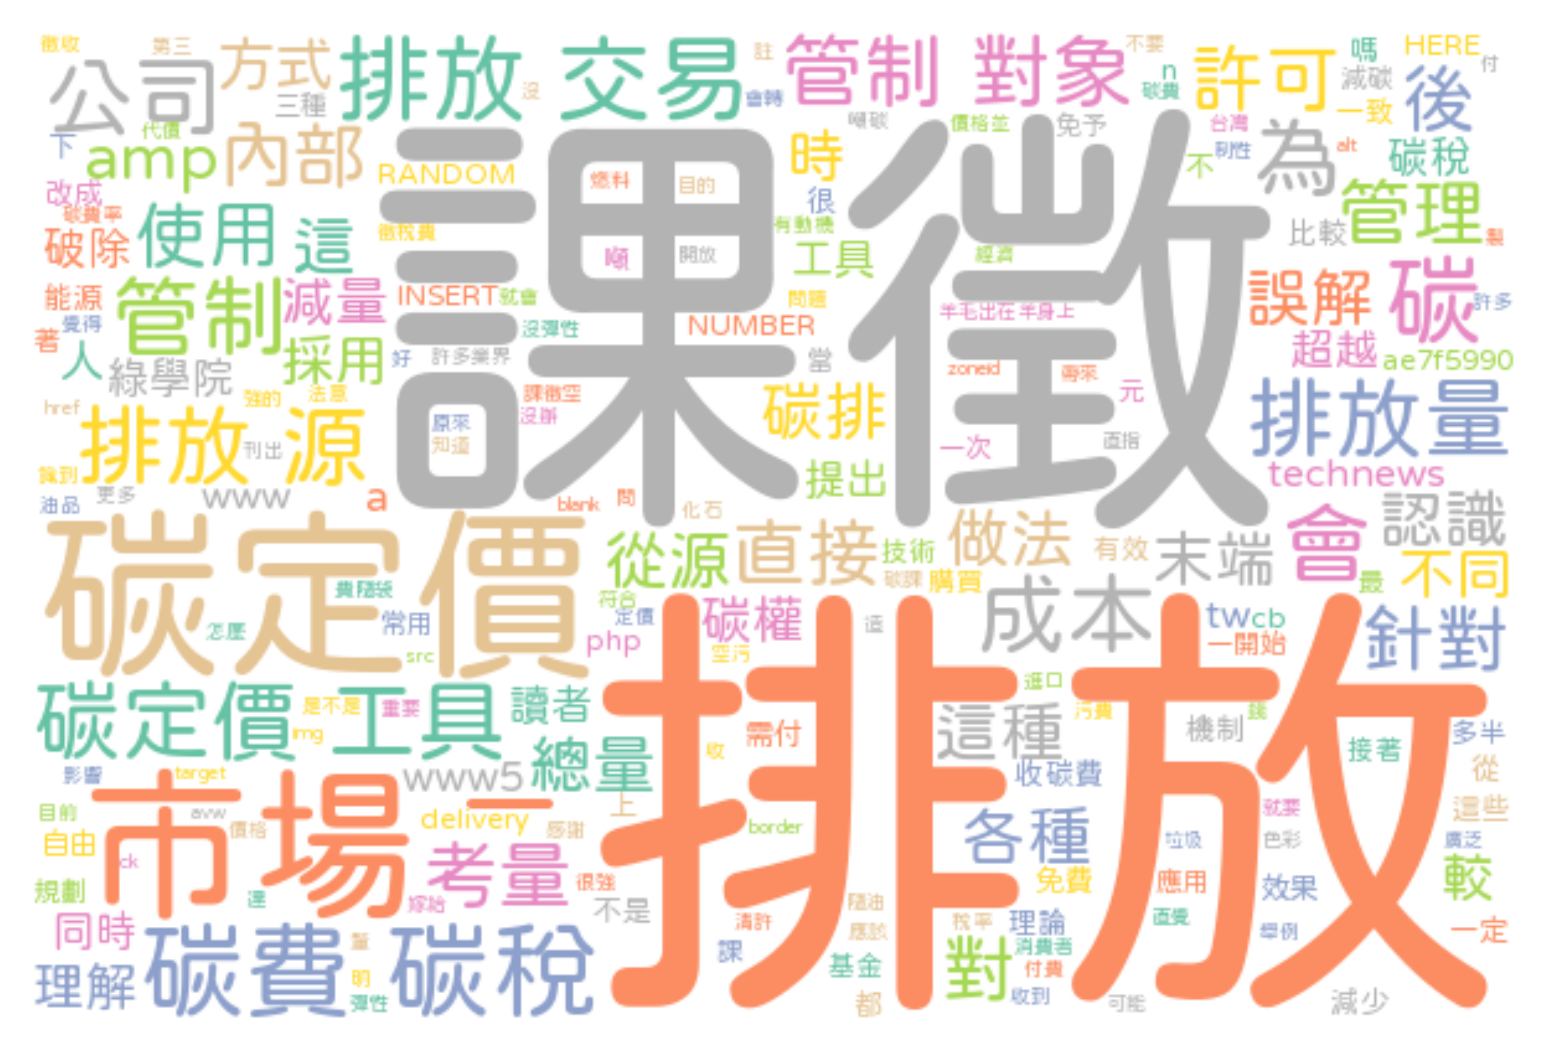 徵收 第三 方式 排放 交易 註 管制 對象 不要 許可 嗎 HERE 付
公司 三種 沒 會轉 n 碳費 減碳 一致 後
下 代價 amp 內部 RANDOM 課徵 時 噸碳 價格並 免予 台灣 制性 為 alt 碳稅
改成 碳費率 使用 這 徵稅費 燃料 目的 很 有動機 不 管理
破除 噸 開放 工具 經濟 比較 製
能源 管制 減量 INSERT 就會 沒彈性 NUMBER 問題 羊毛出在羊身上 誤解 碳 許多
著 覺得 人 綠學院 採用 好 許多業界 當 zoneid 帶來 超越 ae7f5990
href 排放源 強的 法意 課徵空 沒辦 碳排 元 排放量
識到 刊出 原來 知道 一次 直指 technews
油品 更多 www a blank 問 提出 化石 認識
碳定價 從源 直接 技術 做法 有效 末端 會 不同
費隨袋 符合 碳課 購買 成本 最
怎麼 常用 src php 定價 碳權 空污 這 twcb 一開始 針對
碳定價 工具 是不是 重要 img 讀者 排放 需付 這種 進口 污費 機制 錢 多半
影響 target www5 總量 收 收碳費 接著 從
目前 市場 avw 價格 一 delivery 感謝 上 border 各種 就要 這些
自由 ck 考量 垃圾 色彩 廣泛
規劃 達 嫁給 很強 不是 免費 應用 效果 較
同時 清許 隨油 應該 稅率 理論 直覺 舉例 一定
理解 碳費 明 彈性 碳稅 課 基金 都 對 消費者 付費 收到 可能 減少